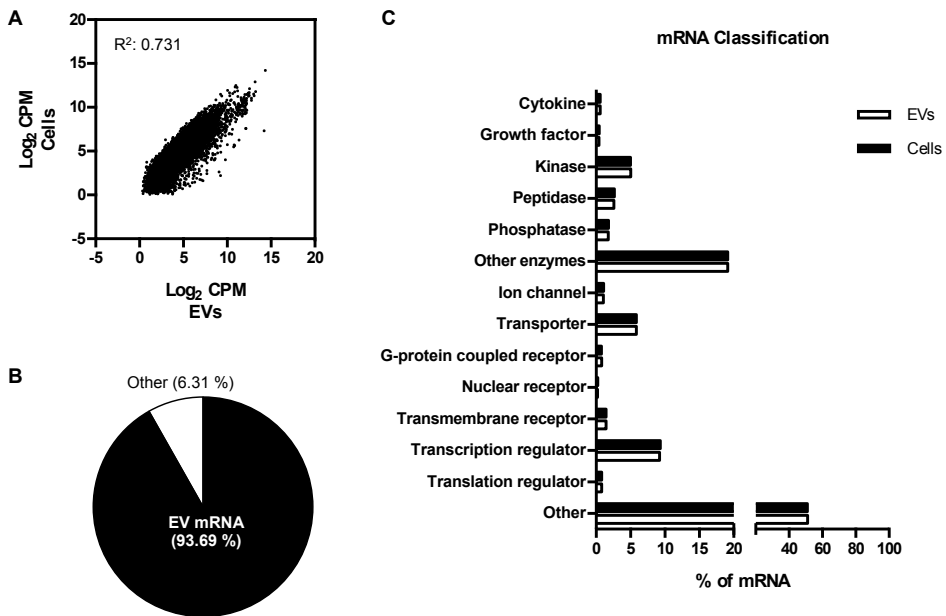 A
20
15
10
5
0
-5
R²: 0.731
Log₂ CPM
Cells
-5 0 5 10 15 20
Log₂ CPM
EVs
B
Other (6.31 %)
EV mRNA
(93.69 %)
C
mRNA Classification
Cytokine
Growth factor
Kinase
Peptidase
Phosphatase
Other enzymes
Ion channel
Transporter
G-protein coupled receptor
Nuclear receptor
Transmembrane receptor
Transcription regulator
Translation regulator
Other
EVs
Cells
0 5 10 15 20 40 60 80 100
% of mRNA